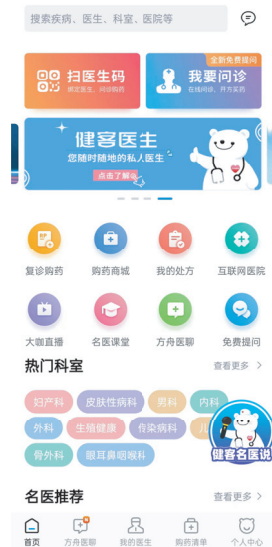 搜索疾病、医生、科室、医院等
扫医生码
绑定医生，问诊购药
全新免费提问
我要问诊
在线问诊，开方买药
健客医生
您随时随地的私人医生
点击了解
复诊购药
购药商城
我的处方
互联网医院
大咖直播
名医课堂
方舟医聊
免费提问
热门科室
查看更多
妇产科
皮肤性病科
男科
内科
外科
生殖健康
传染病科
骨外科
眼耳鼻咽喉科
健客名医说
名医推荐
查看更多
首页
方舟医聊
我的医生
购药清单
个人中心